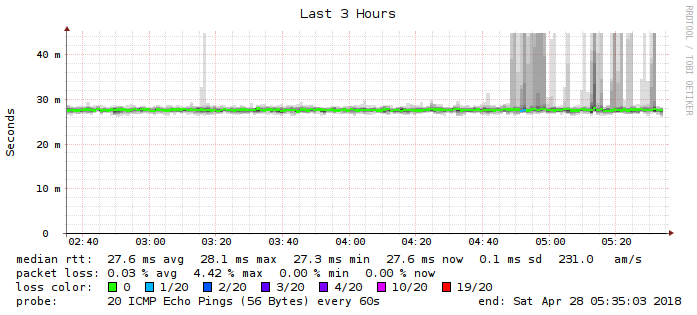 Last 3 Hours
RRDTOOL / TOBI OETIKER
Seconds
40 m
30 m
20 m
10 m
0
02:40 03:00 03:20 03:40 04:00 04:20 04:40 05:00 05:20
median rtt: 27.6 ms avg 28.1 ms max 27.3 ms min 27.6 ms now 0.1 ms sd 231.0 am/s
packet loss: 0.03 % avg 4.42 % max 0.00 % min 0.00 % now
loss color: 0 1/20 2/20 3/20 4/20 10/20 19/20
probe: 20 ICMP Echo Pings (56 Bytes) every 60s end: Sat Apr 28 05:35:03 2018